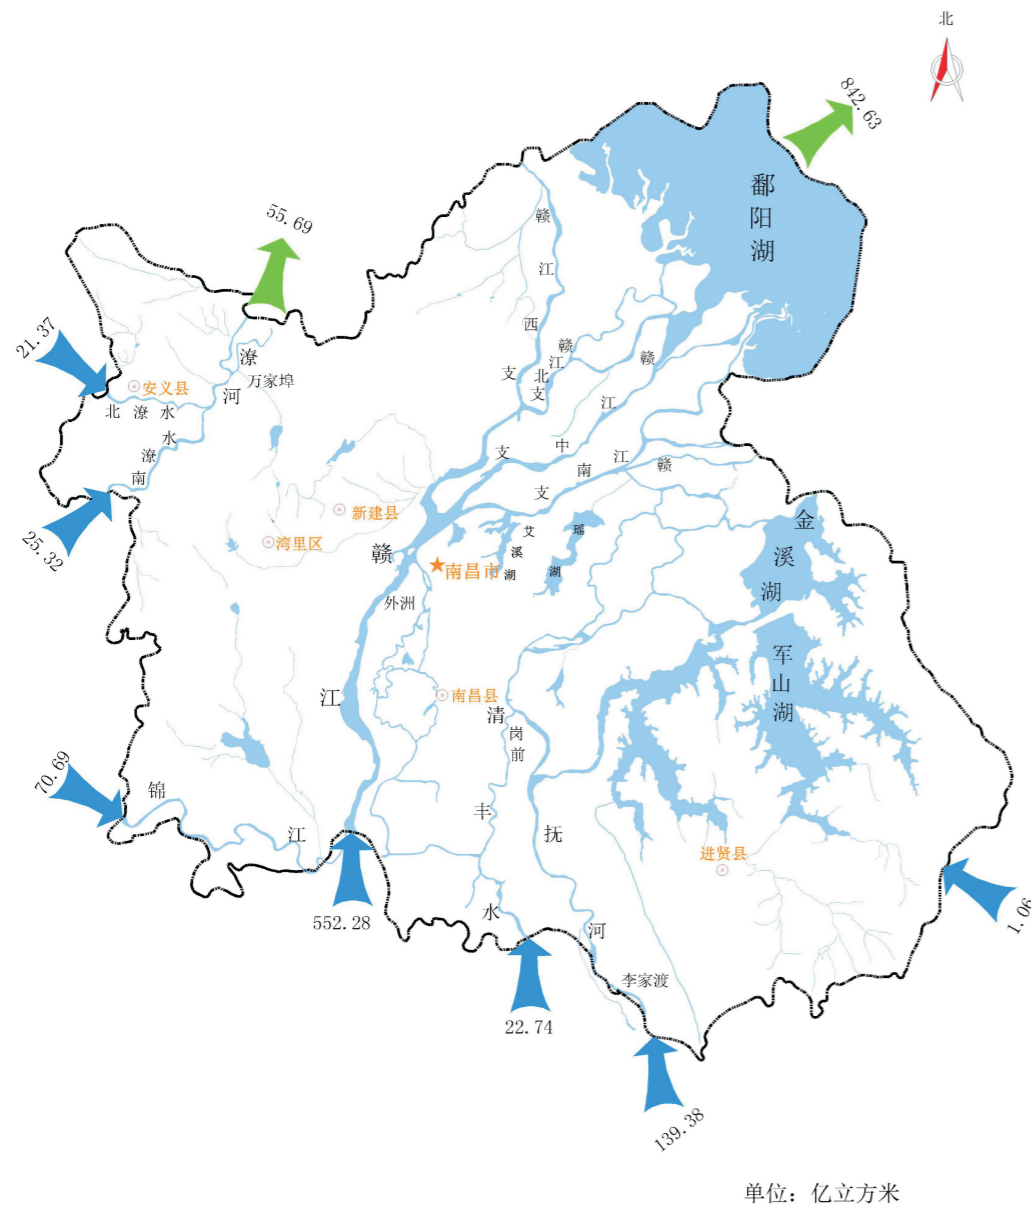 北
842.63
鄱阳湖
55.69
赣江西支
21.37
潦河
万家埠
安义县
北潦水
南潦水
赣江北支
赣江中支
赣江南支
25.32
新建县
湾里区
艾溪湖
瑶湖
金溪湖
赣江
南昌市
外洲
军山湖
南昌县
清丰水
岗前
70.69
锦江
抚河
进贤县
552.28
1.06
李家渡
22.74
139.38
单位：亿立方米